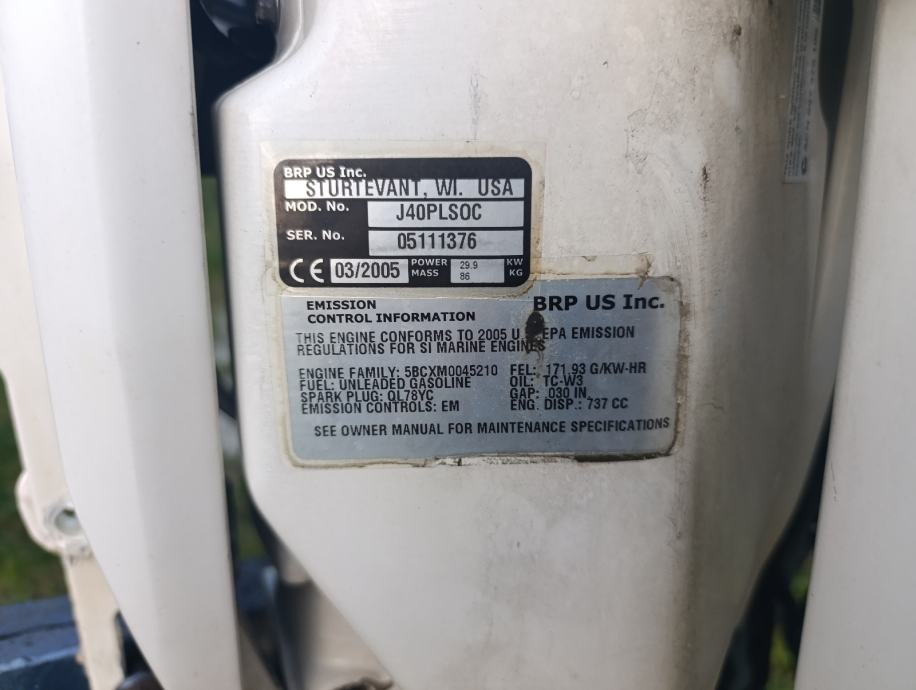 BRP US Inc.
STURTEVANT, WI. USA
MOD. No. J40PLSOC
SER. No. 05111376
CE 03/2005 POWER 29.9 KW
MASS 86 KG
EMISSION BRP US Inc.
CONTROL INFORMATION
THIS ENGINE CONFORMS TO 2005 U. EPA EMISSION
REGULATIONS FOR SI MARINE ENGINES
ENGINE FAMILY: 5BCXM0045210 FEL: 171.93 G/KW-HR
FUEL: UNLEADED GASOLINE OIL: TC-W3
SPARK PLUG: QL78YC GAP: .030 IN
EMISSION CONTROLS: EM ENG. DISP.: 737 CC
SEE OWNER MANUAL FOR MAINTENANCE SPECIFICATIONS